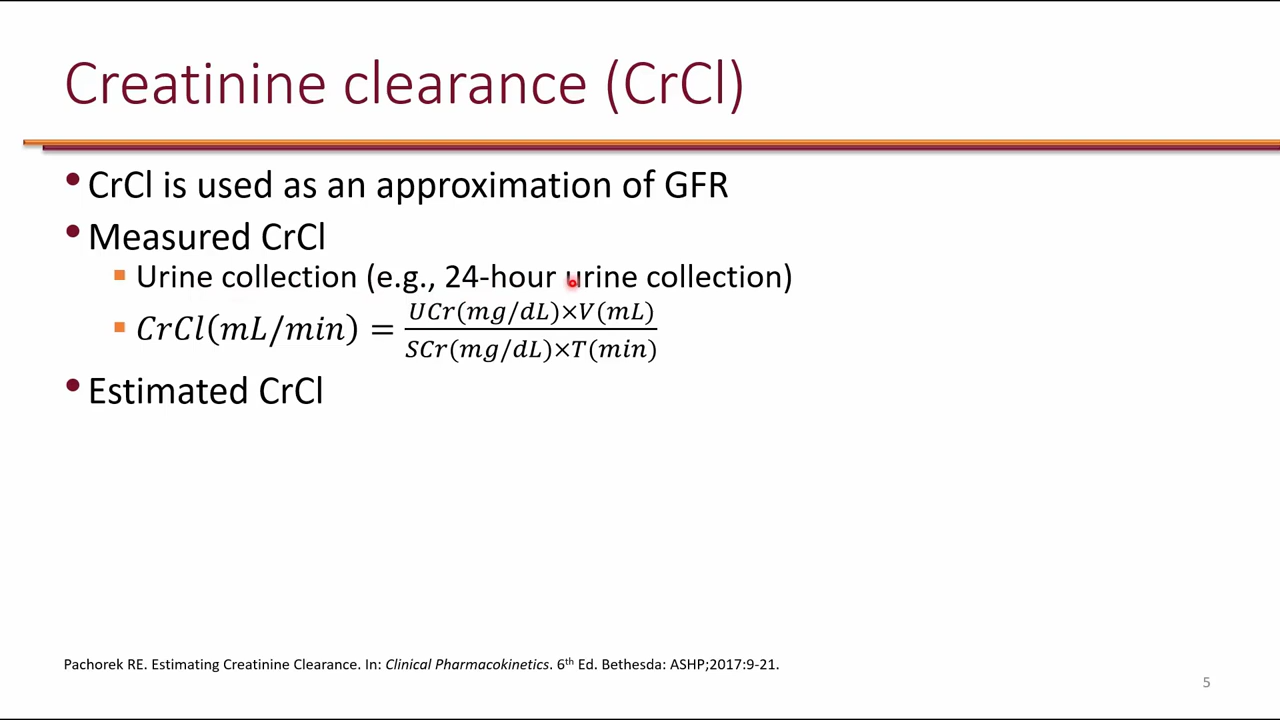 Creatinine clearance (CrCl)
• CrCl is used as an approximation of GFR
• Measured CrCl
▪ Urine collection (e.g., 24-hour urine collection)
▪ CrCl(mL/min) = UCr(mg/dL)×V(mL) / SCr(mg/dL)×T(min)
• Estimated CrCl
Pachorek RE. Estimating Creatinine Clearance. In: Clinical Pharmacokinetics. 6th Ed. Bethesda: ASHP;2017:9-21.
5